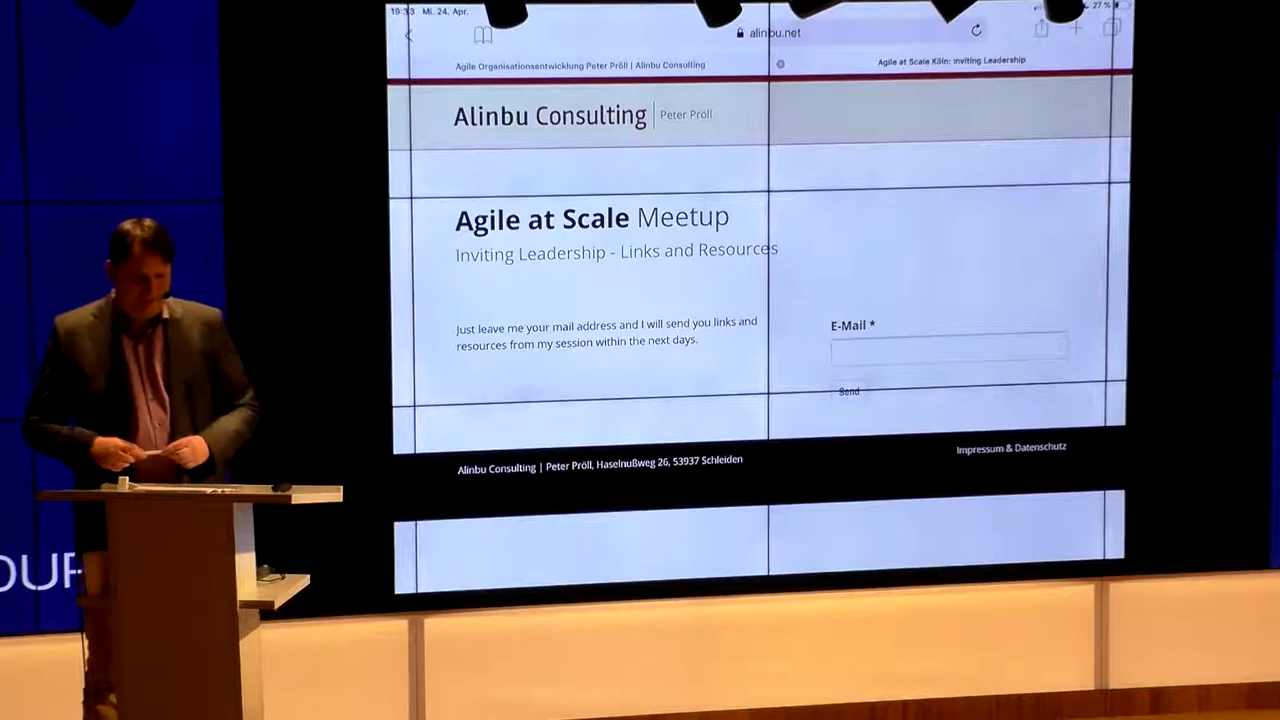 19:33 Mi. 24. Apr.
27 %
alinbu.net
Agile Organisationsentwicklung Peter Pröll | Alinbu Consulting
Agile at Scale Köln: Inviting Leadership
Alinbu Consulting | Peter Pröll
Agile at Scale Meetup
Inviting Leadership - Links and Resources
Just leave me your mail address and I will send you links and
resources from my session within the next days.
E-Mail *
Send
Alinbu Consulting | Peter Pröll, Haselnußweg 26, 53937 Schleiden
Impressum & Datenschutz